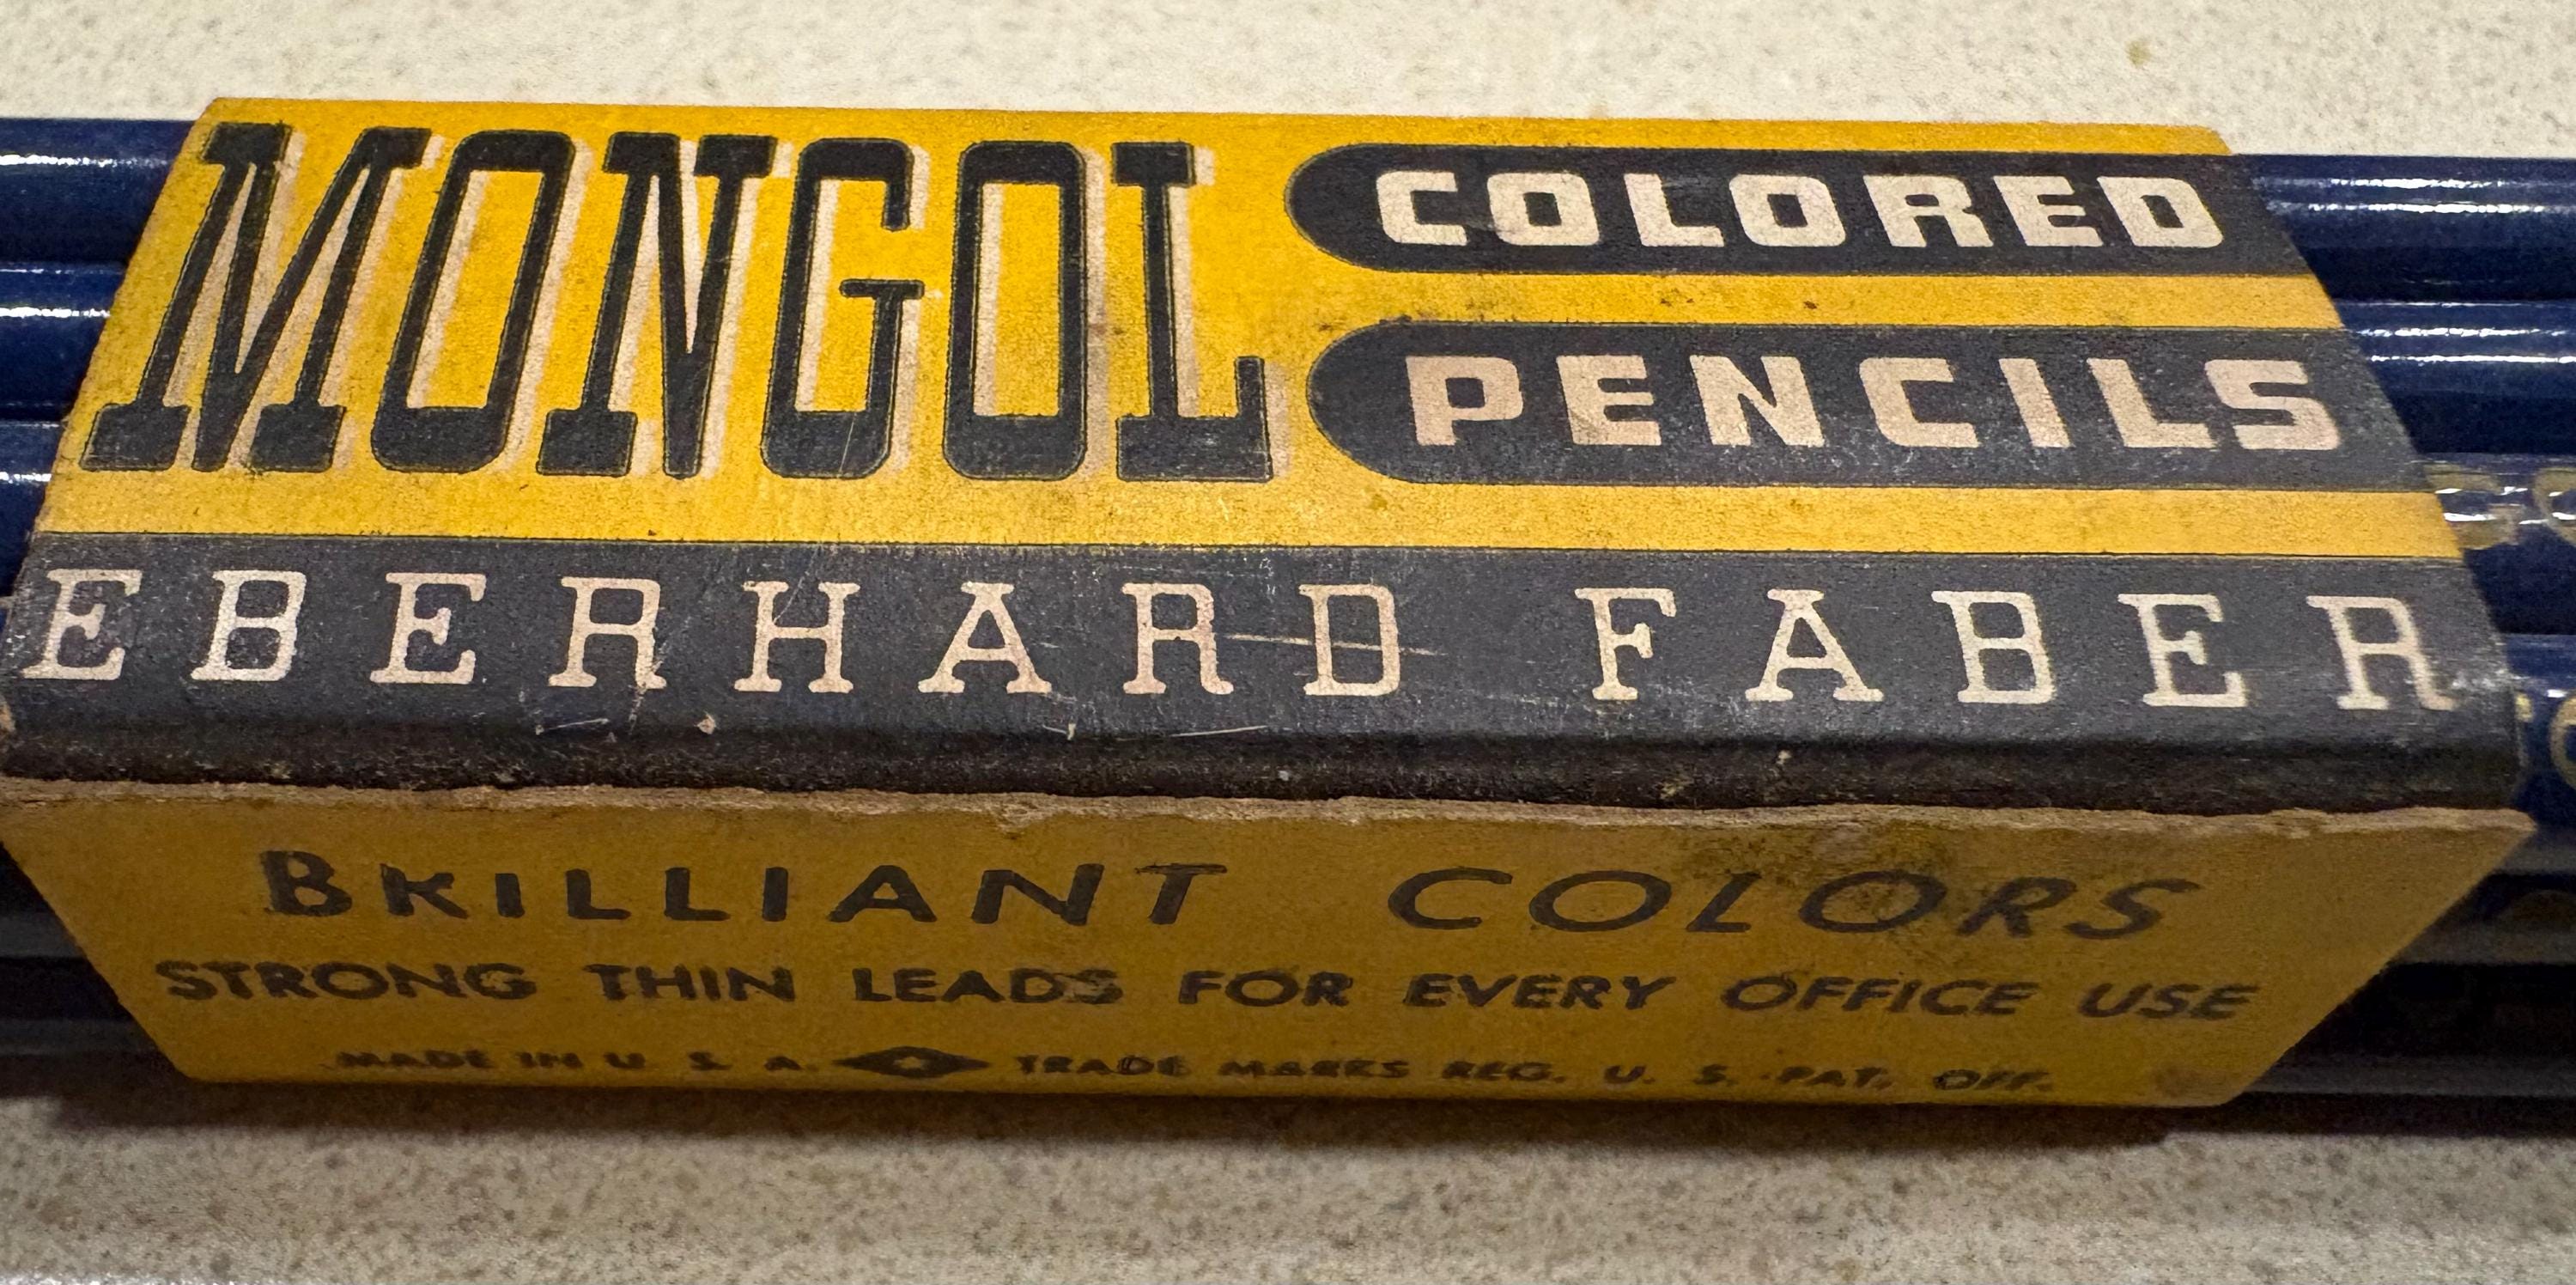 MONGOL
COLORED
PENCILS
EBERHARD FABER
BRILLIANT COLORS
STRONG THIN LEADS FOR EVERY OFFICE USE
MADE IN U. S. A. TRADE MARKS REG. U. S. PAT. OFF.